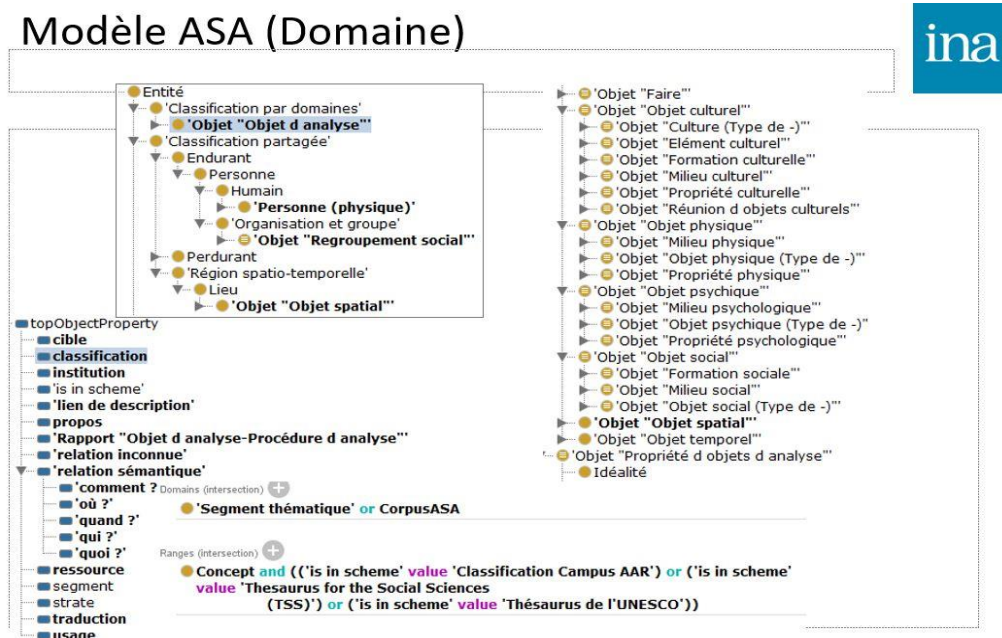 Modèle ASA (Domaine)
ina
Entité
'Classification par domaines'
'Objet "Objet d analyse"'
'Classification partagée'
Endurant
Personne
Humain
'Personne (physique)'
'Organisation et groupe'
'Objet "Regroupement social"'
Perdurant
'Région spatio-temporelle'
Lieu
'Objet "Objet spatial"'
'Objet "Faire"'
'Objet "Objet culturel"'
'Objet "Culture (Type de -)"'
'Objet "Elément culturel"'
'Objet "Formation culturelle"'
'Objet "Milieu culturel"'
'Objet "Propriété culturelle"'
'Objet "Réunion d objets culturels"'
'Objet "Objet physique"'
'Objet "Milieu physique"'
'Objet "Objet physique (Type de -)"'
'Objet "Propriété physique"'
'Objet "Objet psychique"'
'Objet "Milieu psychologique"'
'Objet "Objet psychique (Type de -)"
'Objet "Propriété psychologique"'
'Objet "Objet social"'
'Objet "Formation sociale"'
'Objet "Milieu social"'
'Objet "Objet social (Type de -)"'
'Objet "Objet spatial"'
'Objet "Objet temporel"'
'Objet "Propriété d objets d analyse"'
Idéalité
topObjectProperty
cible
classification
institution
'is in scheme'
'lien de description'
propos
'Rapport "Objet d analyse-Procédure d analyse"'
'relation inconnue'
'relation sémantique'
'comment ?
'où ?'
'quand ?'
'qui ?'
'quoi ?'
ressource
segment
strate
traduction
usage
Domains (intersection)
'Segment thématique' or CorpusASA
Ranges (intersection)
Concept and (('is in scheme' value 'Classification Campus AAR') or ('is in scheme'
value 'Thesaurus for the Social Sciences
(TSS)') or ('is in scheme' value 'Thésaurus de l'UNESCO'))